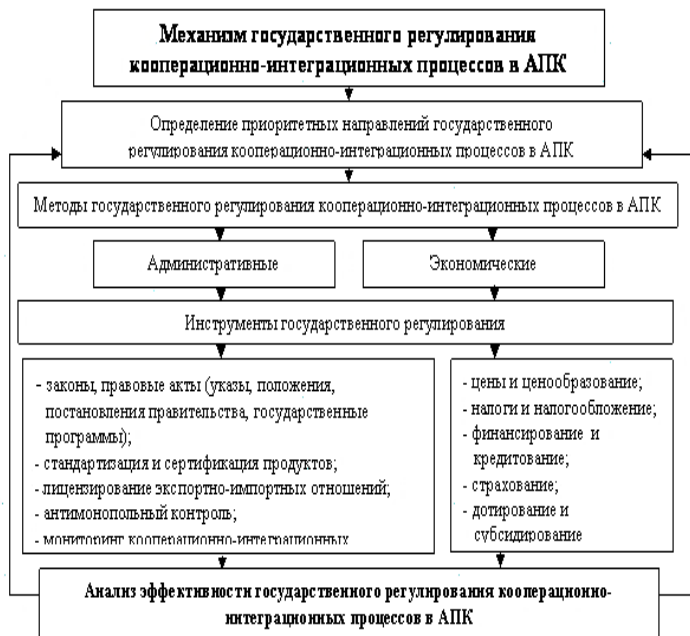 Механизм государственного регулирования
кооперационно-интеграционных процессов в АПК
Определение приоритетных направлений государственного
регулирования кооперационно-интеграционных процессов в АПК
Методы государственного регулирования кооперационно-интеграционных процессов в АПК
Административные
Экономические
Инструменты государственного регулирования
- законы, правовые акты (указы, положения,
постановления правительства, государственные
программы);
- стандартизация и сертификация продуктов;
- лицензирование экспортно-импортных отношений;
- антимонопольный контроль;
- мониторинг кооперационно-интеграционных
- цены и ценообразование;
- налоги и налогообложение;
- финансирование и
кредитование;
- страхование;
- дотирование и
субсидирование
Анализ эффективности государственного регулирования кооперационно-
интеграционных процессов в АПК